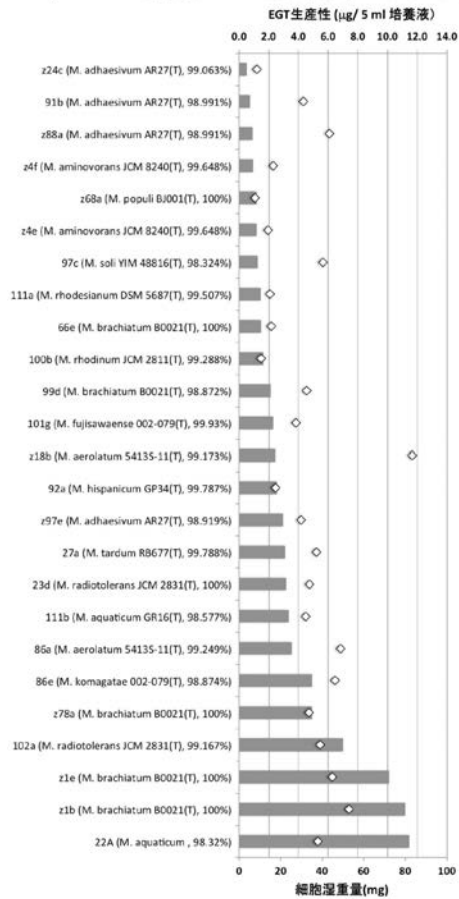 EGT生産性 (μg/ 5 ml 培養液)
0.0 2.0 4.0 6.0 8.0 10.0 12.0 14.0
z24c (M. adhaesivum AR27(T), 99.063%)
91b (M. adhaesivum AR27(T), 98.991%)
z88a (M. adhaesivum AR27(T), 98.991%)
z4f (M. aminovorans JCM 8240(T), 99.648%)
z68a (M. populi BJ001(T), 100%)
z4e (M. aminovorans JCM 8240(T), 99.648%)
97c (M. soli YIM 48816(T), 98.324%)
111a (M. rhodesianum DSM 5687(T), 99.507%)
66e (M. brachiatum B0021(T), 100%)
100b (M. rhodinum JCM 2811(T), 99.288%)
99d (M. brachiatum B0021(T), 98.872%)
101g (M. fujisawaense 002-079(T), 99.93%)
z18b (M. aerolatum 5413S-11(T), 99.173%)
92a (M. hispanicum GP34(T), 99.787%)
z97e (M. adhaesivum AR27(T), 98.919%)
27a (M. tardum RB677(T), 99.788%)
23d (M. radiotolerans JCM 2831(T), 100%)
111b (M. aquaticum GR16(T), 98.577%)
86a (M. aerolatum 5413S-11(T), 99.249%)
86e (M. komagatae 002-079(T), 98.874%)
z78a (M. brachiatum B0021(T), 100%)
102a (M. radiotolerans JCM 2831(T), 99.167%)
z1e (M. brachiatum B0021(T), 100%)
z1b (M. brachiatum B0021(T), 100%)
22A (M. aquaticum , 98.32%)
0 20 40 60 80 100
細胞湿重量(mg)